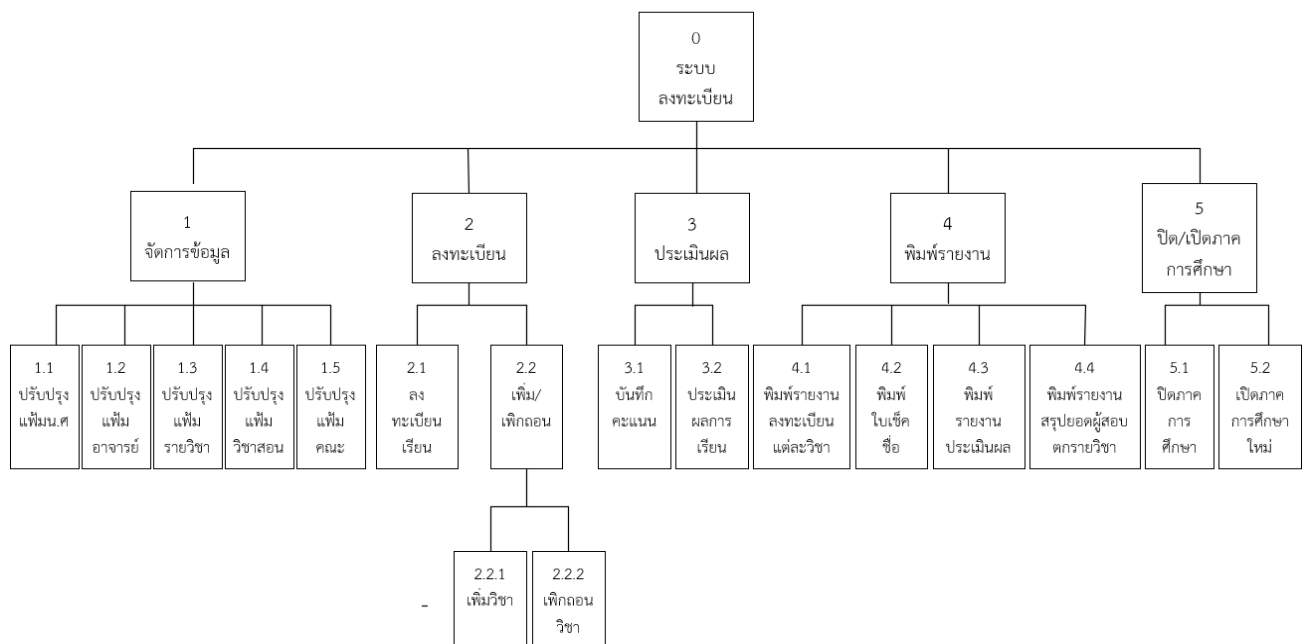 0
ระบบ
ลงทะเบียน
1
จัดการข้อมูล
2
ลงทะเบียน
3
ประเมินผล
4
พิมพ์รายงาน
5
ปิด/เปิดภาค
การศึกษา
1.1
ปรับปรุง
แฟ้มน.ศ
1.2
ปรับปรุง
แฟ้ม
อาจารย์
1.3
ปรับปรุง
แฟ้ม
รายวิชา
1.4
ปรับปรุง
แฟ้ม
วิชาสอน
1.5
ปรับปรุง
แฟ้ม
คณะ
2.1
ลง
ทะเบียน
เรียน
2.2
เพิ่ม/
เพิกถอน
3.1
บันทึก
คะแนน
3.2
ประเมิน
ผลการ
เรียน
4.1
พิมพ์รายงาน
ลงทะเบียน
แต่ละวิชา
4.2
พิมพ์
ใบเช็ค
ชื่อ
4.3
พิมพ์
รายงาน
ประเมินผล
4.4
พิมพ์รายงาน
สรุปยอดผู้สอบ
ตกรายวิชา
5.1
ปิดภาค
การ
ศึกษา
5.2
เปิดภาค
การศึกษา
ใหม่
-
2.2.1
เพิ่มวิชา
2.2.2
เพิกถอน
วิชา